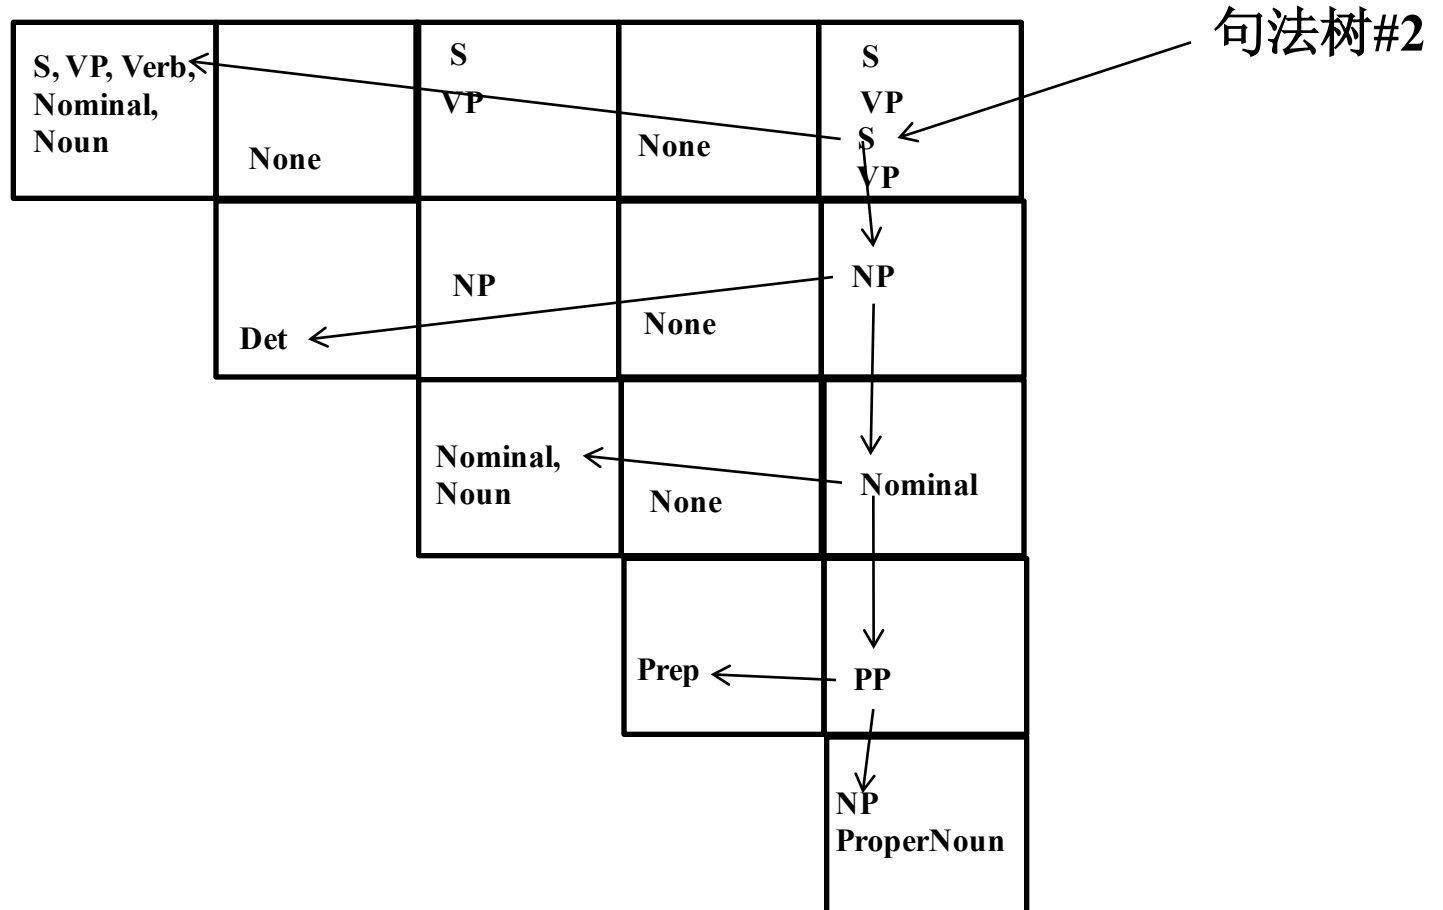 句法树#2
S, VP, Verb,
Nominal,
Noun
None
S
VP
None
S
VP
S
VP
Det
NP
None
NP
Nominal,
Noun
None
Nominal
Prep
PP
NP
ProperNoun